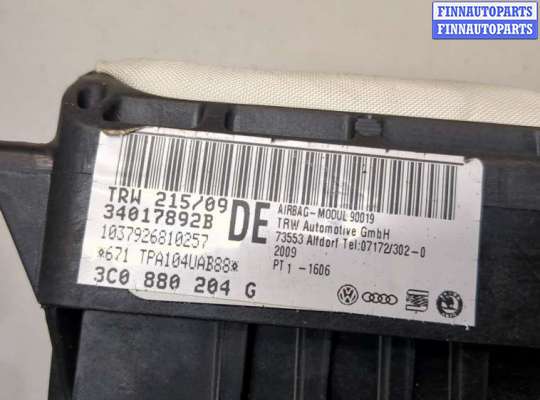 FINNAUTOPARTS
FINNAUTOPARTS
TRW 215/09
34017892B
1037926810257
*671 TPA104UAB88*
3C0 880 204 G
DE
AIRBAG-MODUL 90019
TRW Automotive GmbH
73553 Alfdorf Tel:07172/302-0
2009
PT1 -1606